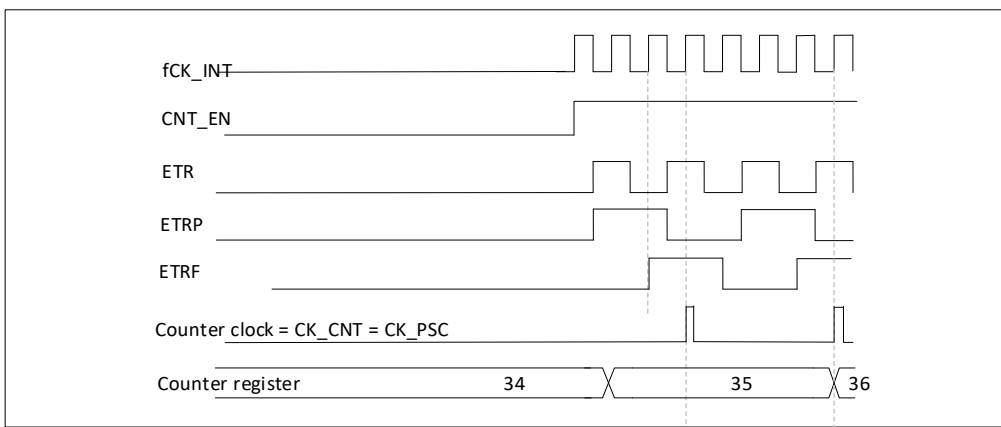 fCK_INT
CNT_EN
ETR
ETRP
ETRF
Counter clock = CK_CNT = CK_PSC
Counter register 34 35 36